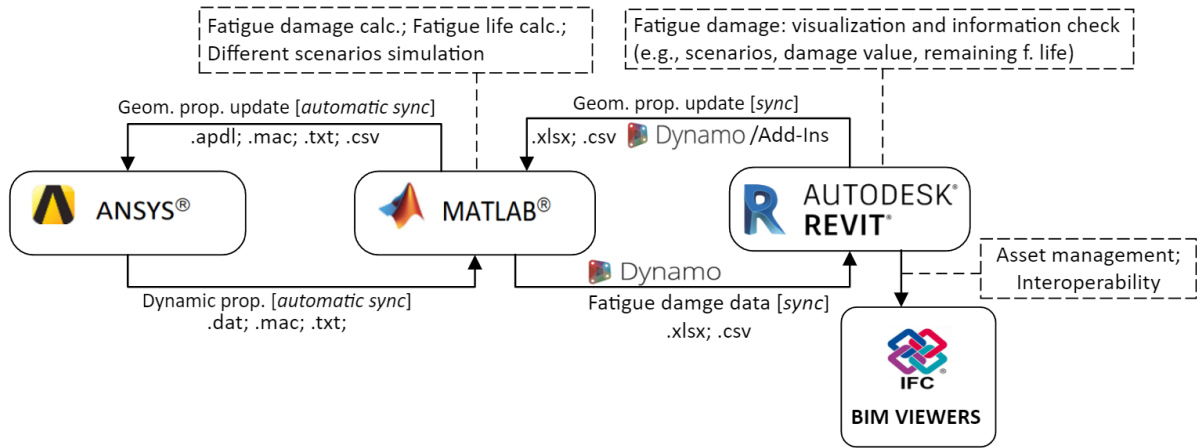 Fatigue damage calc.; Fatigue life calc.;
Different scenarios simulation
Fatigue damage: visualization and information check
(e.g., scenarios, damage value, remaining f. life)
Geom. prop. update [automatic sync]
.apdl; .mac; .txt; .csv
Geom. prop. update [sync]
.xlsx; .csv Dynamo /Add-Ins
ANSYS®
MATLAB®
AUTODESK®
REVIT®
Dynamic prop. [automatic sync]
.dat; .mac; .txt;
Dynamo
Fatigue damge data [sync]
.xlsx; .csv
Asset management;
Interoperability
IFC ®
BIM VIEWERS